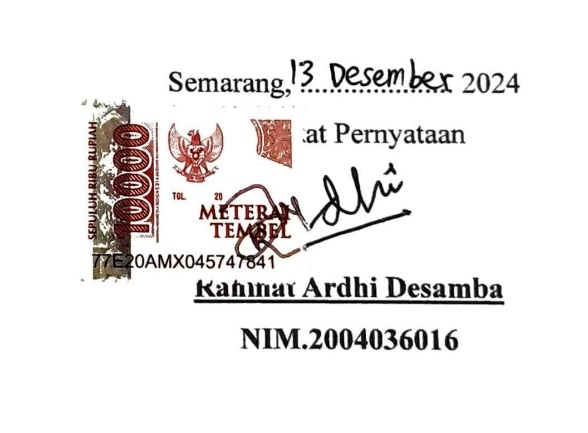 Semarang, 13 Desember 2024
at Pernyataan
SEPULUH RIBU RUPIAH
10000
TGL. 20
METERAI
TEMPEL
77E20AMX045747841
Ardhi
Rahmat Ardhi Desamba
NIM.2004036016